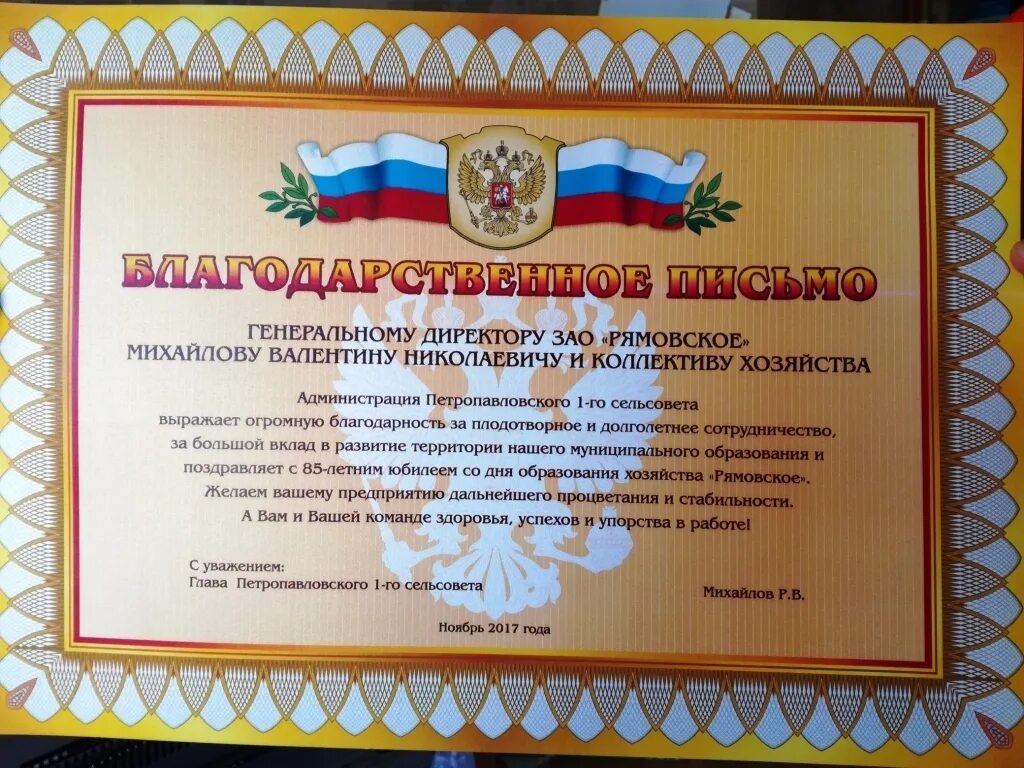 БЛАГОДАРСТВЕННОЕ ПИСЬМО
ГЕНЕРАЛЬНОМУ ДИРЕКТОРУ ЗАО «РЯМОВСКОЕ»
МИХАЙЛОВУ ВАЛЕНТИНУ НИКОЛАЕВИЧУ И КОЛЛЕКТИВУ ХОЗЯЙСТВА
Администрация Петропавловского 1-го сельсовета
выражает огромную благодарность за плодотворное и долголетнее сотрудничество,
за большой вклад в развитие территории нашего муниципального образования и
поздравляет с 85-летним юбилеем со дня образования хозяйства «Рямовское».
Желаем вашему предприятию дальнейшего процветания и стабильности.
А Вам и Вашей команде здоровья, успехов и упорства в работе!
С уважением:
Глава Петропавловского 1-го сельсовета
Михайлов Р.В.
Ноябрь 2017 года